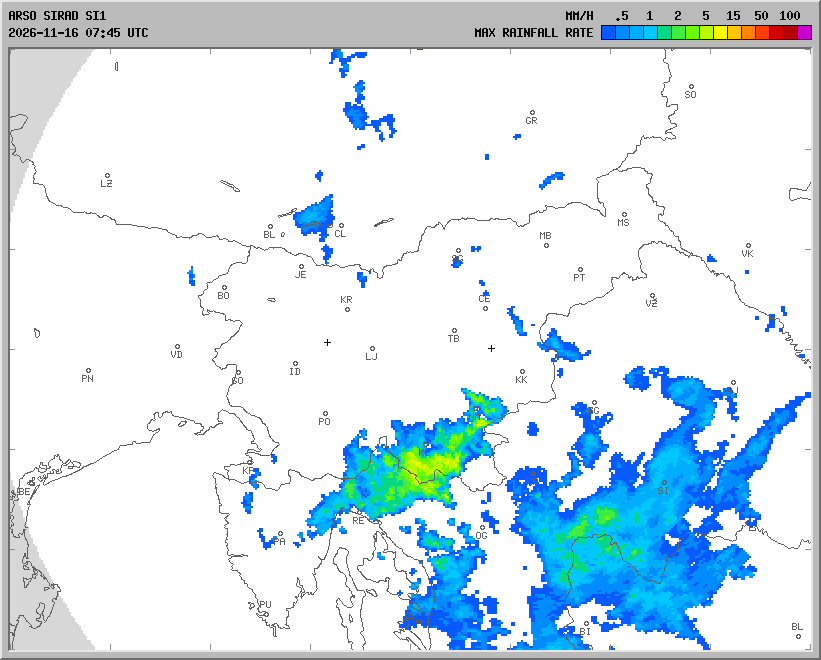 ARSO SIRAD SI1
2026-11-16 07:45 UTC
MM/H .5 1 2 5 15 50 100
MAX RAINFALL RATE
SO
GR
LZ
MS
BL
CL
MB
VK
JE
PT
BO
KR
CE
VZ
TB
VD
LJ
ID
GO
PN
KK
PO
KP
BE
SI
RE
OG
PA
PU
BI
BL